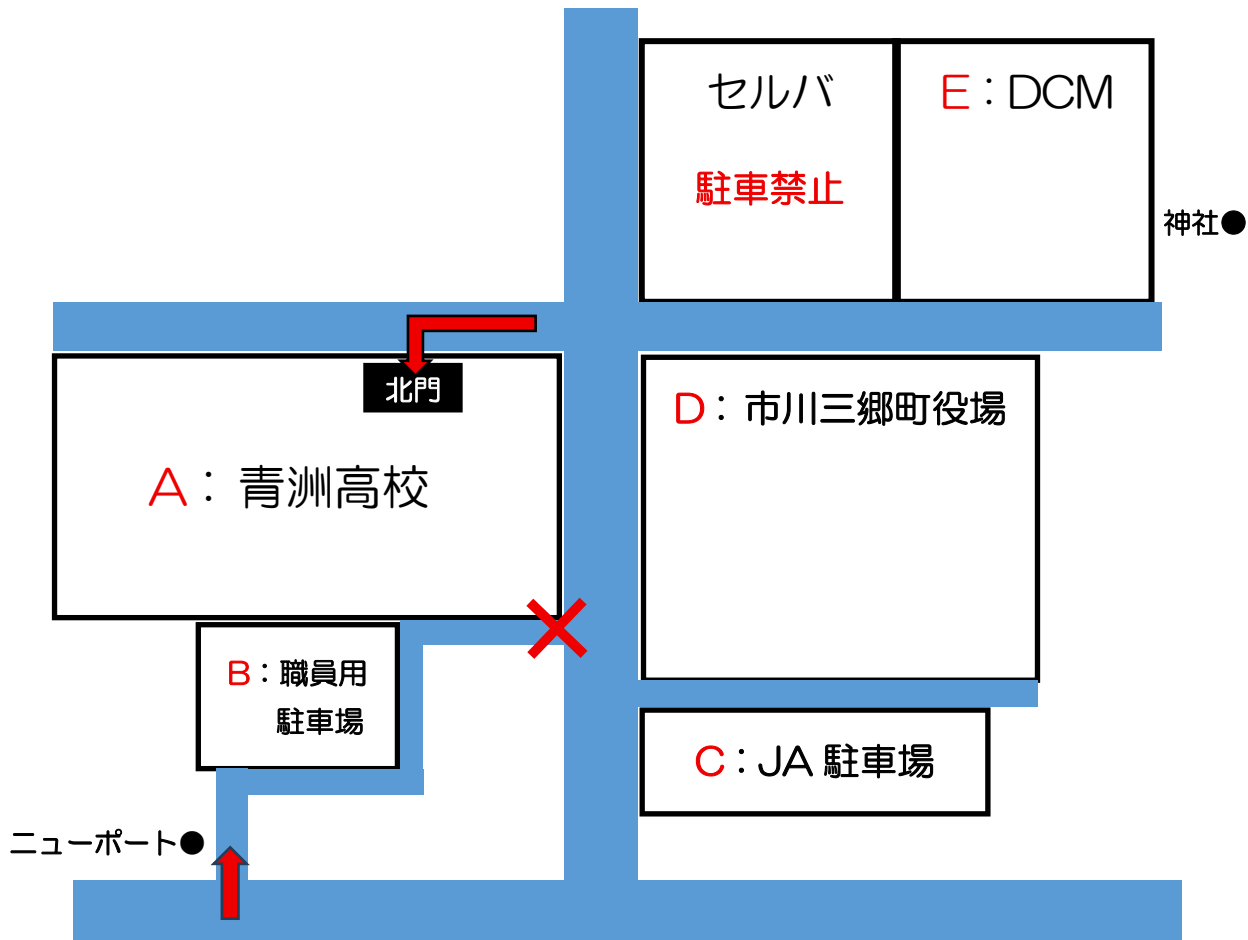 セルバ
駐車禁止
E：DCM
神社●
北門
A：青洲高校
D：市川三郷町役場
B：職員用
駐車場
C：JA 駐車場
ニューポート●